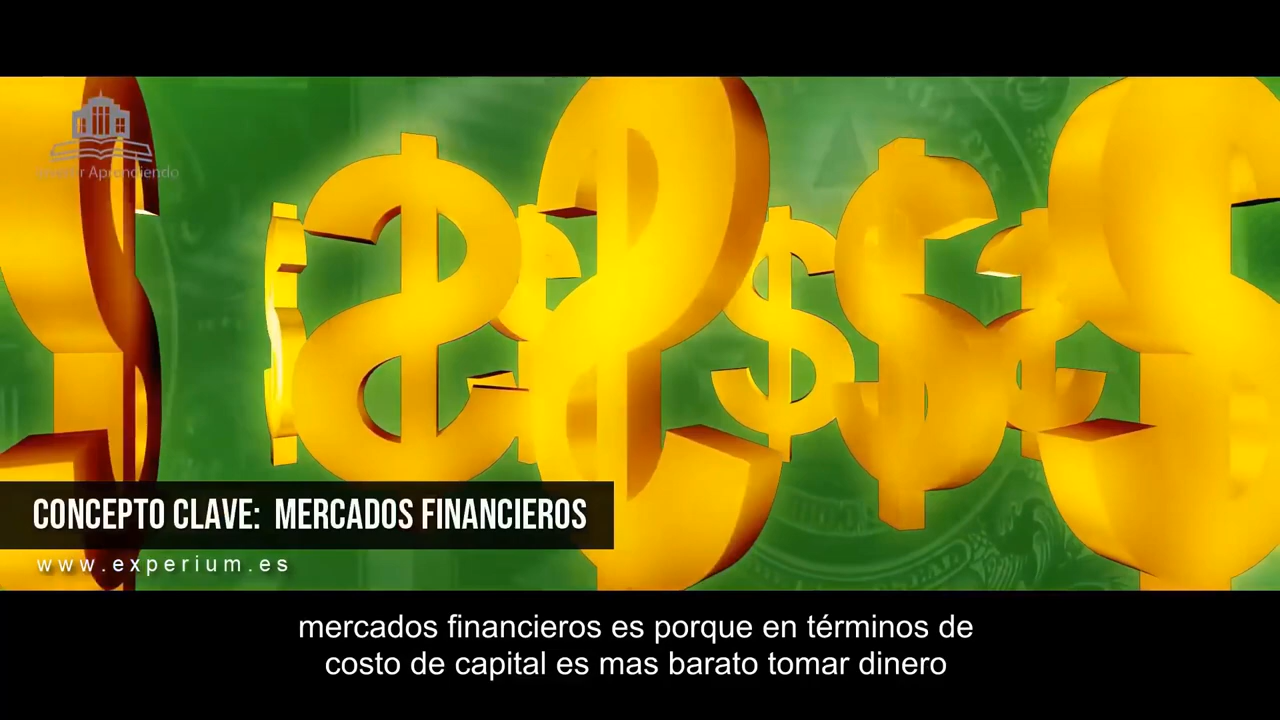 Aprendiendo
CONCEPTO CLAVE: MERCADOS FINANCIEROS
www.experium.es
mercados financieros es porque en términos de
costo de capital es mas barato tomar dinero